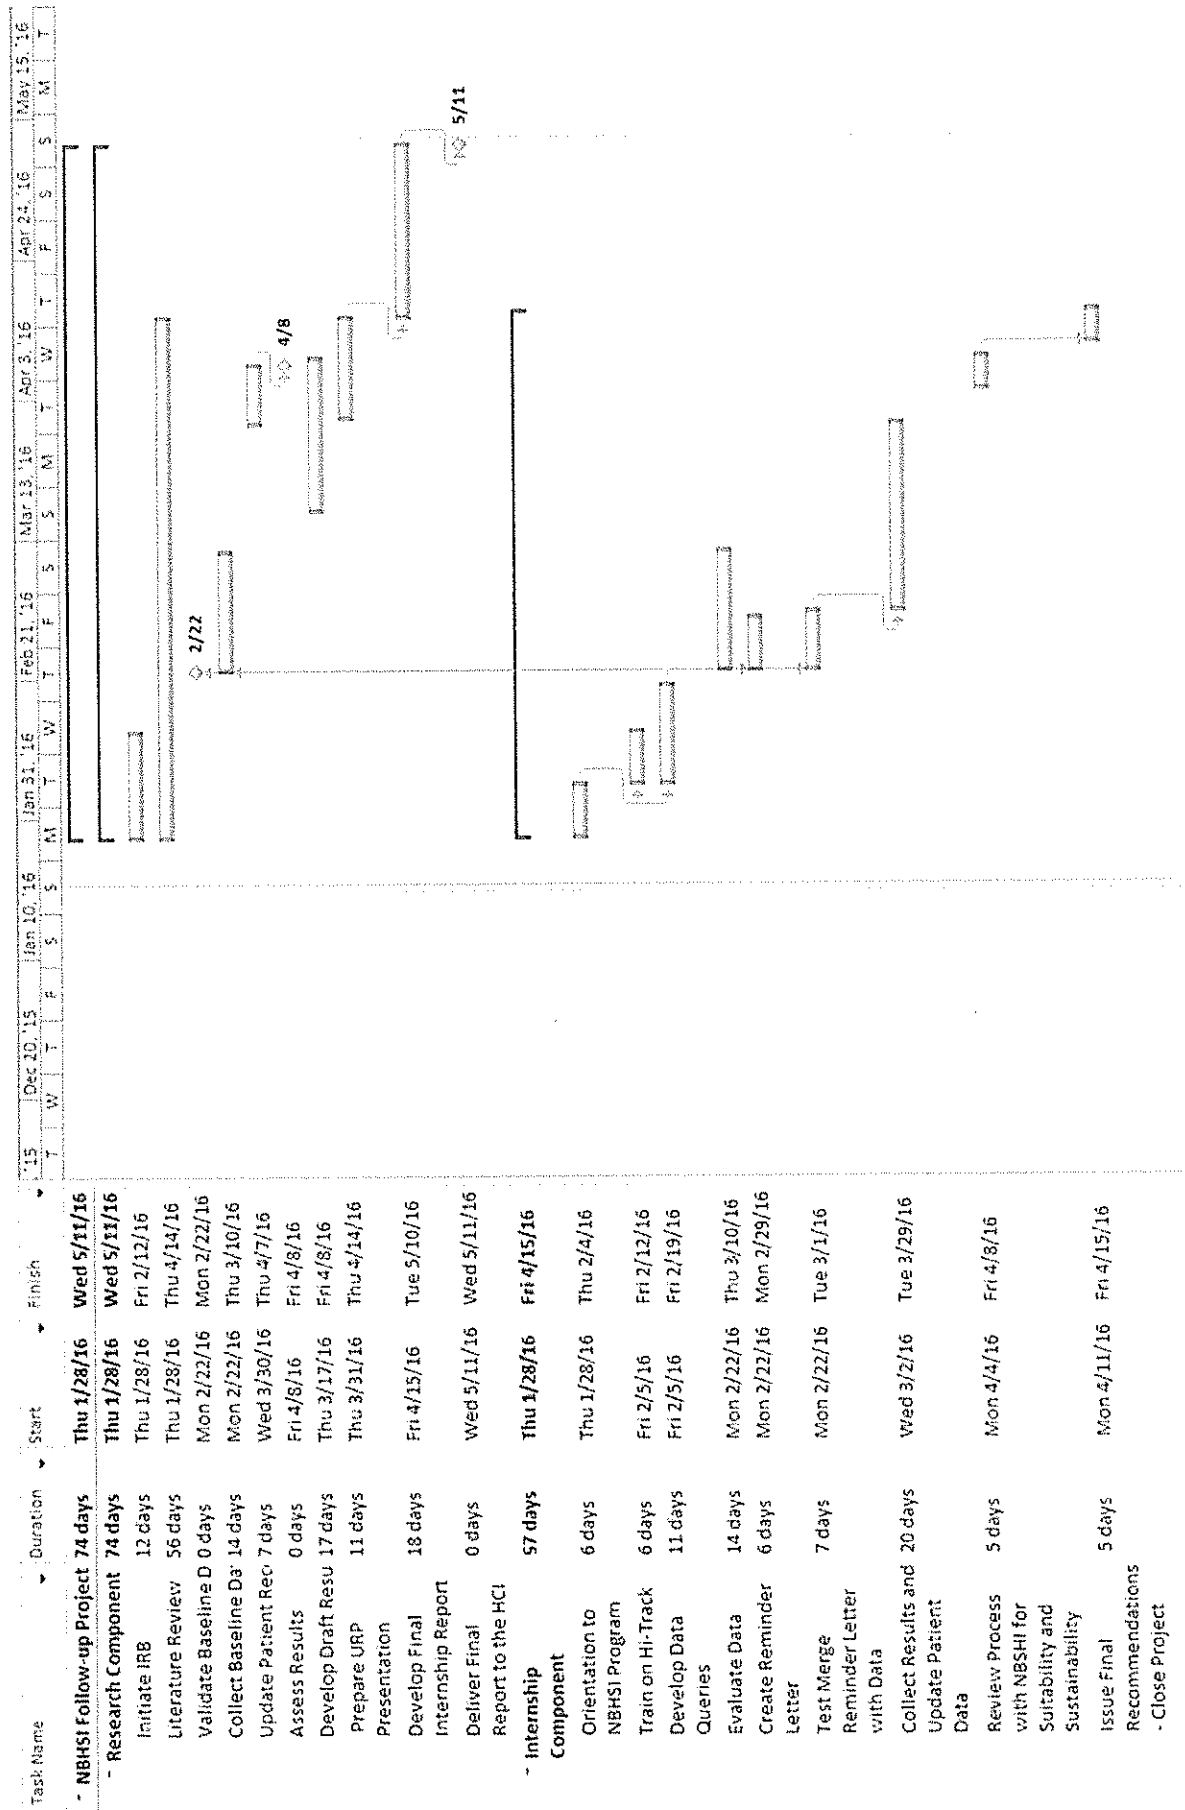 Task Name Duration Start Finish '15 Dec 20, '15 Jan 10, '16 Jan 31, '16 Feb 21, '16 Mar 13, '16 Apr 3, '16 Apr 24, '16 May 15, '16
T W T F S S M T W T F S S M T W T F S S M T
- NBHSI Follow-up Project 74 days Thu 1/28/16 Wed 5/11/16
- Research Component 74 days Thu 1/28/16 Wed 5/11/16
Initiate IRB 12 days Thu 1/28/16 Fri 2/12/16
Literature Review 56 days Thu 1/28/16 Thu 4/14/16
Validate Baseline D 0 days Mon 2/22/16 Mon 2/22/16 2/22
Collect Baseline Da 14 days Mon 2/22/16 Thu 3/10/16
Update Patient Rec 7 days Wed 3/30/16 Thu 4/7/16
Assess Results 0 days Fri 4/8/16 Fri 4/8/16 4/8
Develop Draft Resu 17 days Thu 3/17/16 Fri 4/8/16
Prepare URP 11 days Thu 3/31/16 Thu 4/14/16
Presentation
Develop Final 18 days Fri 4/15/16 Tue 5/10/16
Internship Report
Deliver Final 0 days Wed 5/11/16 Wed 5/11/16 5/11
Report to the HCI
- Internship 57 days Thu 1/28/16 Fri 4/15/16
Component
Orientation to 6 days Thu 1/28/16 Thu 2/4/16
NBHSI Program
Train on Hi-Track 6 days Fri 2/5/16 Fri 2/12/16
Develop Data 11 days Fri 2/5/16 Fri 2/19/16
Queries
Evaluate Data 14 days Mon 2/22/16 Thu 3/10/16
Create Reminder 6 days Mon 2/22/16 Mon 2/29/16
Letter
Test Merge 7 days Mon 2/22/16 Tue 3/1/16
Reminder Letter
with Data
Collect Results and 20 days Wed 3/2/16 Tue 3/29/16
Update Patient
Data
Review Process 5 days Mon 4/4/16 Fri 4/8/16
with NBSHI for
Suitability and
Sustainability
Issue Final 5 days Mon 4/11/16 Fri 4/15/16
Recommendations
- Close Project